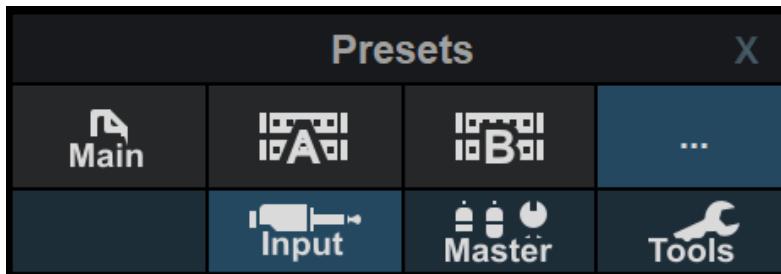 Presets X
Main A B ...
Input Master Tools